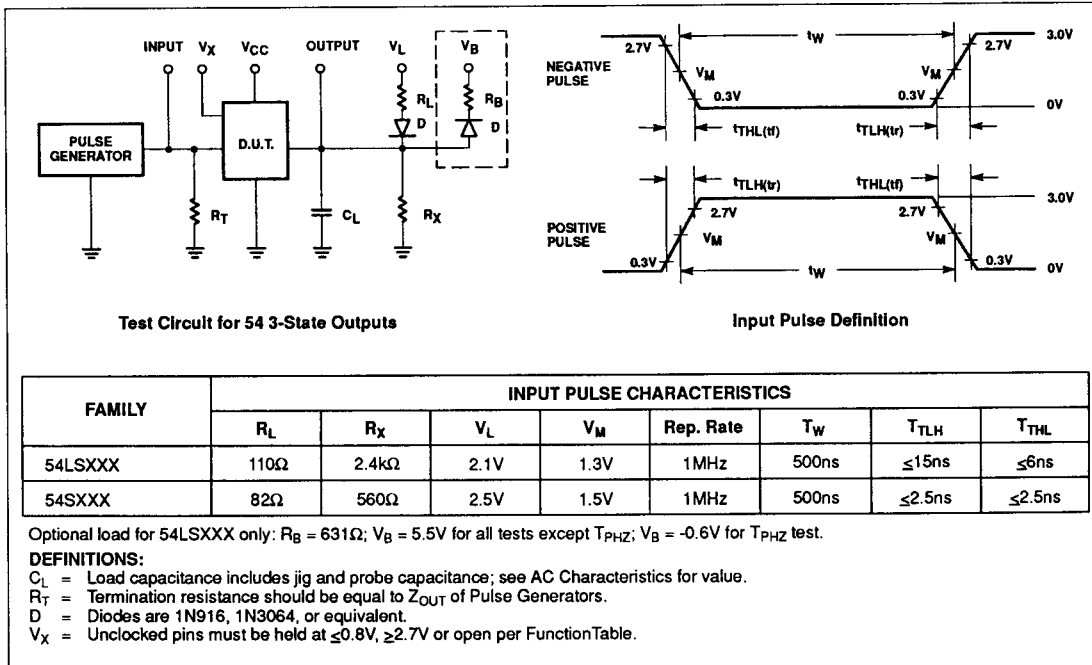 INPUT VX VCC OUTPUT VL VB
RL D RB D
PULSE GENERATOR
D.U.T.
RT CL RX
Test Circuit for 54 3-State Outputs
NEGATIVE PULSE
2.7V tW 2.7V 3.0V
VM VM
0.3V 0.3V 0V
tTHL(tf) tTLH(tr)
tTLH(tr) tTHL(tf)
POSITIVE PULSE
2.7V 2.7V 3.0V
VM VM
0.3V tW 0.3V 0V
Input Pulse Definition
FAMILY INPUT PULSE CHARACTERISTICS
RL RX VL VM Rep. Rate TW TTLH TTHL
54LSXXX 110Ω 2.4kΩ 2.1V 1.3V 1MHz 500ns ≤15ns ≤6ns
54SXXX 82Ω 560Ω 2.5V 1.5V 1MHz 500ns ≤2.5ns ≤2.5ns
Optional load for 54LSXXX only: RB = 631Ω; VB = 5.5V for all tests except TPHZ; VB = -0.6V for TPHZ test.
DEFINITIONS:
CL = Load capacitance includes jig and probe capacitance; see AC Characteristics for value.
RT = Termination resistance should be equal to ZOUT of Pulse Generators.
D = Diodes are 1N916, 1N3064, or equivalent.
VX = Unclocked pins must be held at ≤0.8V, ≥2.7V or open per FunctionTable.